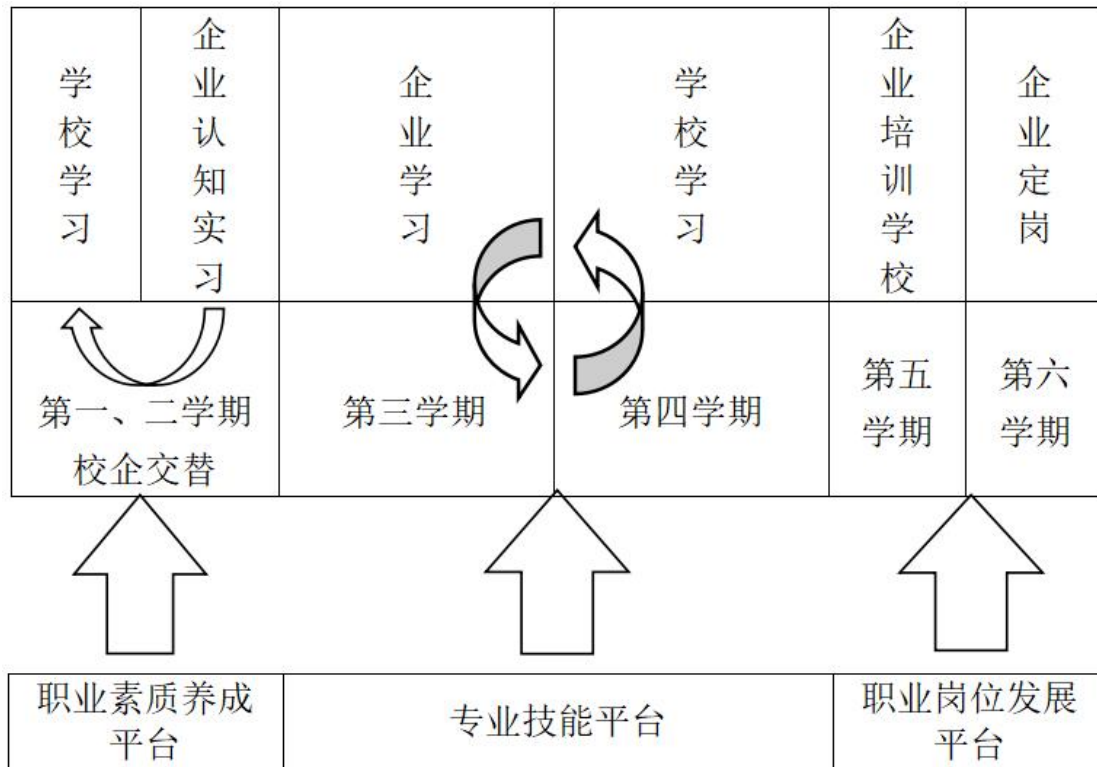 学校学习
企业认知实习
企业学习
学校学习
企业培训学校
企业定岗
第一、二学期
校企交替
第三学期
第四学期
第五
学期
第六
学期
职业素质养成
平台
专业技能平台
职业岗位发展
平台